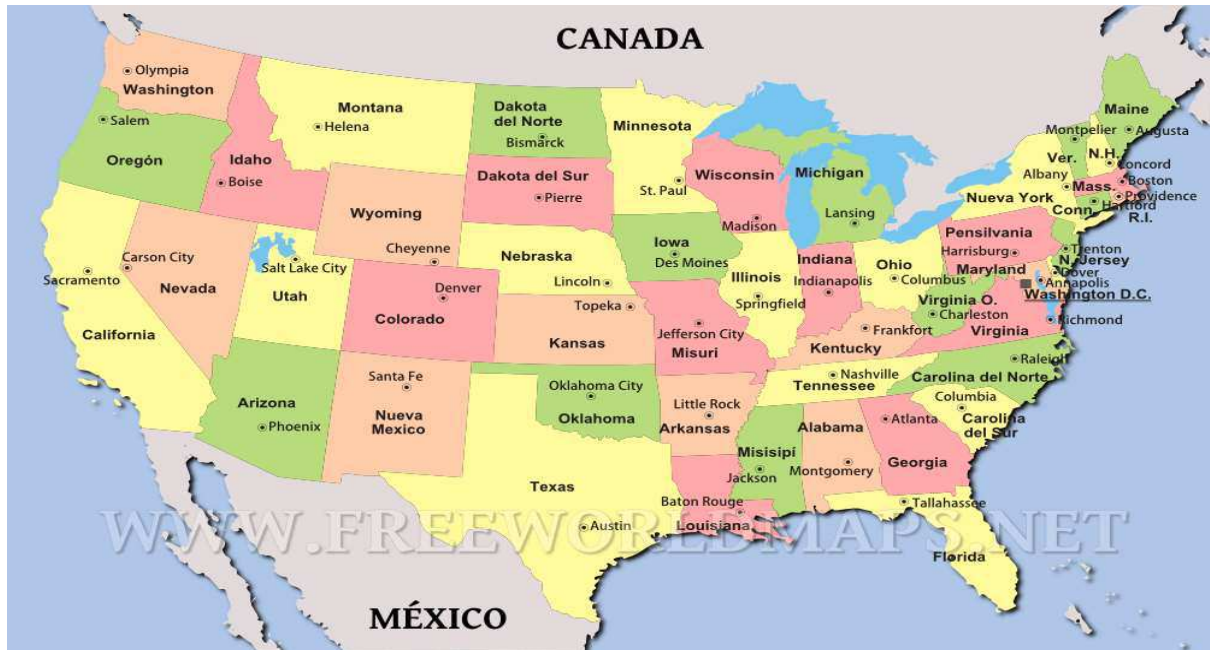 CANADA
Olympia
Washington
Salem
Oregón
Idaho
Boise
Montana
Helena
Dakota
del Norte
Bismarck
Dakota del Sur
Pierre
Minnesota
St. Paul
Wisconsin
Madison
Michigan
Lansing
Maine
Augusta
Montpelier
Ver.
N.H.
Concord
Albany
Nueva York
Mass.
Boston
Providence
Conn.
Hartford
R.I.
Wyoming
Cheyenne
Nebraska
Lincoln
Iowa
Des Moines
Illinois
Springfield
Indiana
Indianapolis
Ohio
Columbus
Pensilvania
Harrisburg
Trenton
N. Jersey
Maryland
Dover
Annapolis
Washington D.C.
Virginia O.
Charleston
Virginia
Richmond
Sacramento
California
Carson City
Nevada
Salt Lake City
Utah
Denver
Colorado
Topeka
Kansas
Jefferson City
Misuri
Frankfort
Kentucky
Nashville
Tennessee
Raleigh
Carolina del Norte
Columbia
Carolina
del Sur
Arizona
Phoenix
Santa Fe
Nueva
Mexico
Oklahoma City
Oklahoma
Little Rock
Arkansas
Misisipí
Jackson
Alabama
Montgomery
Atlanta
Georgia
Texas
Austin
Baton Rouge
Louisiana
Tallahassee
Florida
WWW.FREEWORLDMAPS.NET
MÉXICO